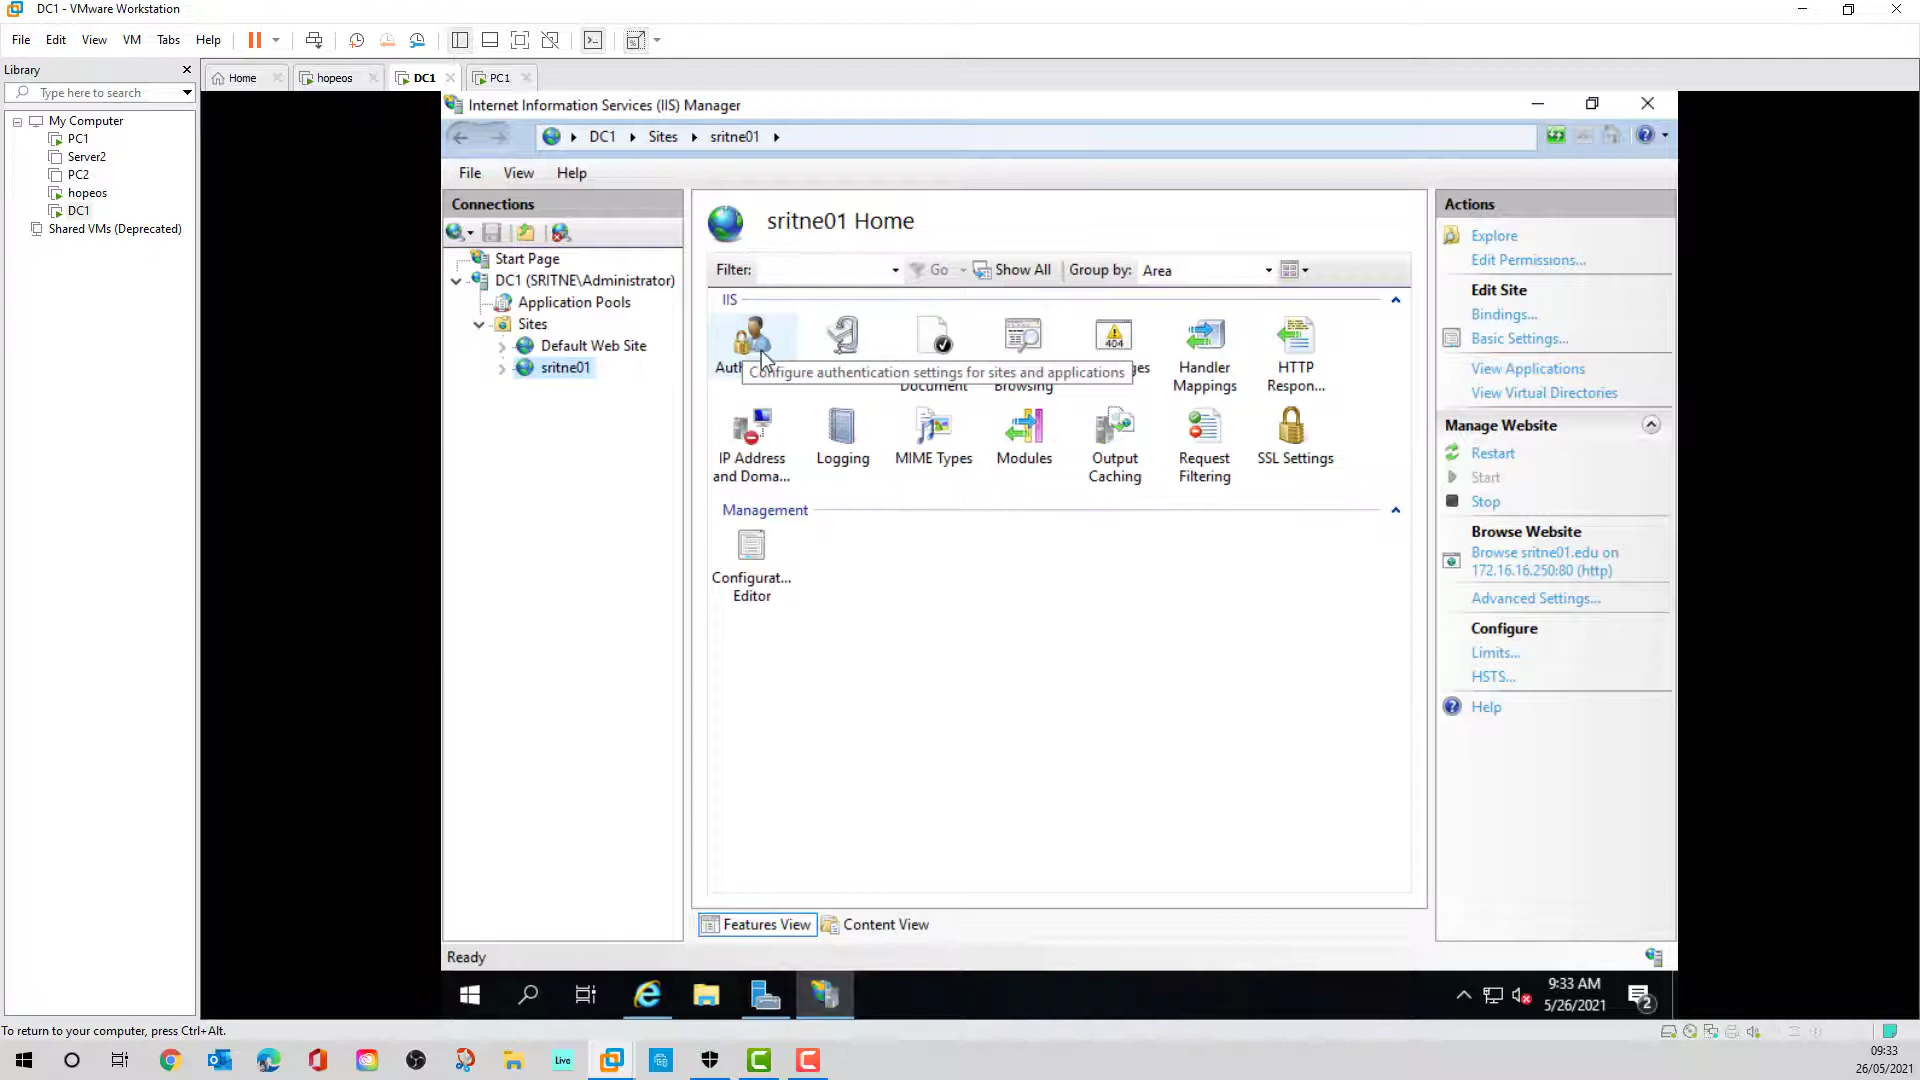 DC1 - VMware Workstation
File Edit View VM Tabs Help
Library
Type here to search
My Computer
PC1
Server2
PC2
hopeos
DC1
Shared VMs (Deprecated)
Home
hopeos
DC1
PC1
Internet Information Services (IIS) Manager
DC1 Sites sritne01
File View Help
Connections
Start Page
DC1 (SRITNE\Administrator)
Application Pools
Sites
Default Web Site
sritne01
sritne01 Home
Filter: Go Show All Group by: Area
IIS
Configure authentication settings for sites and applications
404
Document
Browsing
Handler
Mappings
HTTP
Respon...
IP Address
and Doma...
Logging
MIME Types
Modules
Output
Caching
Request
Filtering
SSL Settings
Management
Configurat...
Editor
Features View
Content View
Ready
Actions
Explore
Edit Permissions...
Edit Site
Bindings...
Basic Settings...
View Applications
View Virtual Directories
Manage Website
Restart
Start
Stop
Browse Website
Browse sritne01.edu on
172.16.16.250:80 (http)
Advanced Settings...
Configure
Limits...
HSTS...
Help
9:33 AM
5/26/2021
2
To return to your computer, press Ctrl+Alt.
Live
09:33
26/05/2021